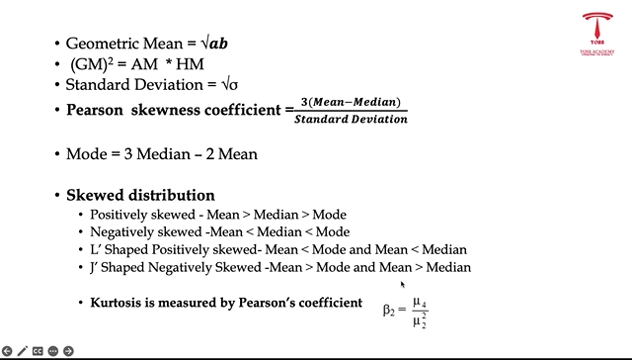 TORE
TORE ACADEMY
• Geometric Mean = √ab
• (GM)² = AM * HM
• Standard Deviation = √σ
• Pearson skewness coefficient = 3(Mean−Median) / Standard Deviation
• Mode = 3 Median – 2 Mean
• Skewed distribution
• Positively skewed - Mean > Median > Mode
• Negatively skewed -Mean < Median < Mode
• L’ Shaped Positively skewed- Mean < Mode and Mean < Median
• J’ Shaped Negatively Skewed -Mean > Mode and Mean > Median
• Kurtosis is measured by Pearson’s coefficient β₂ = μ₄ / μ₂²